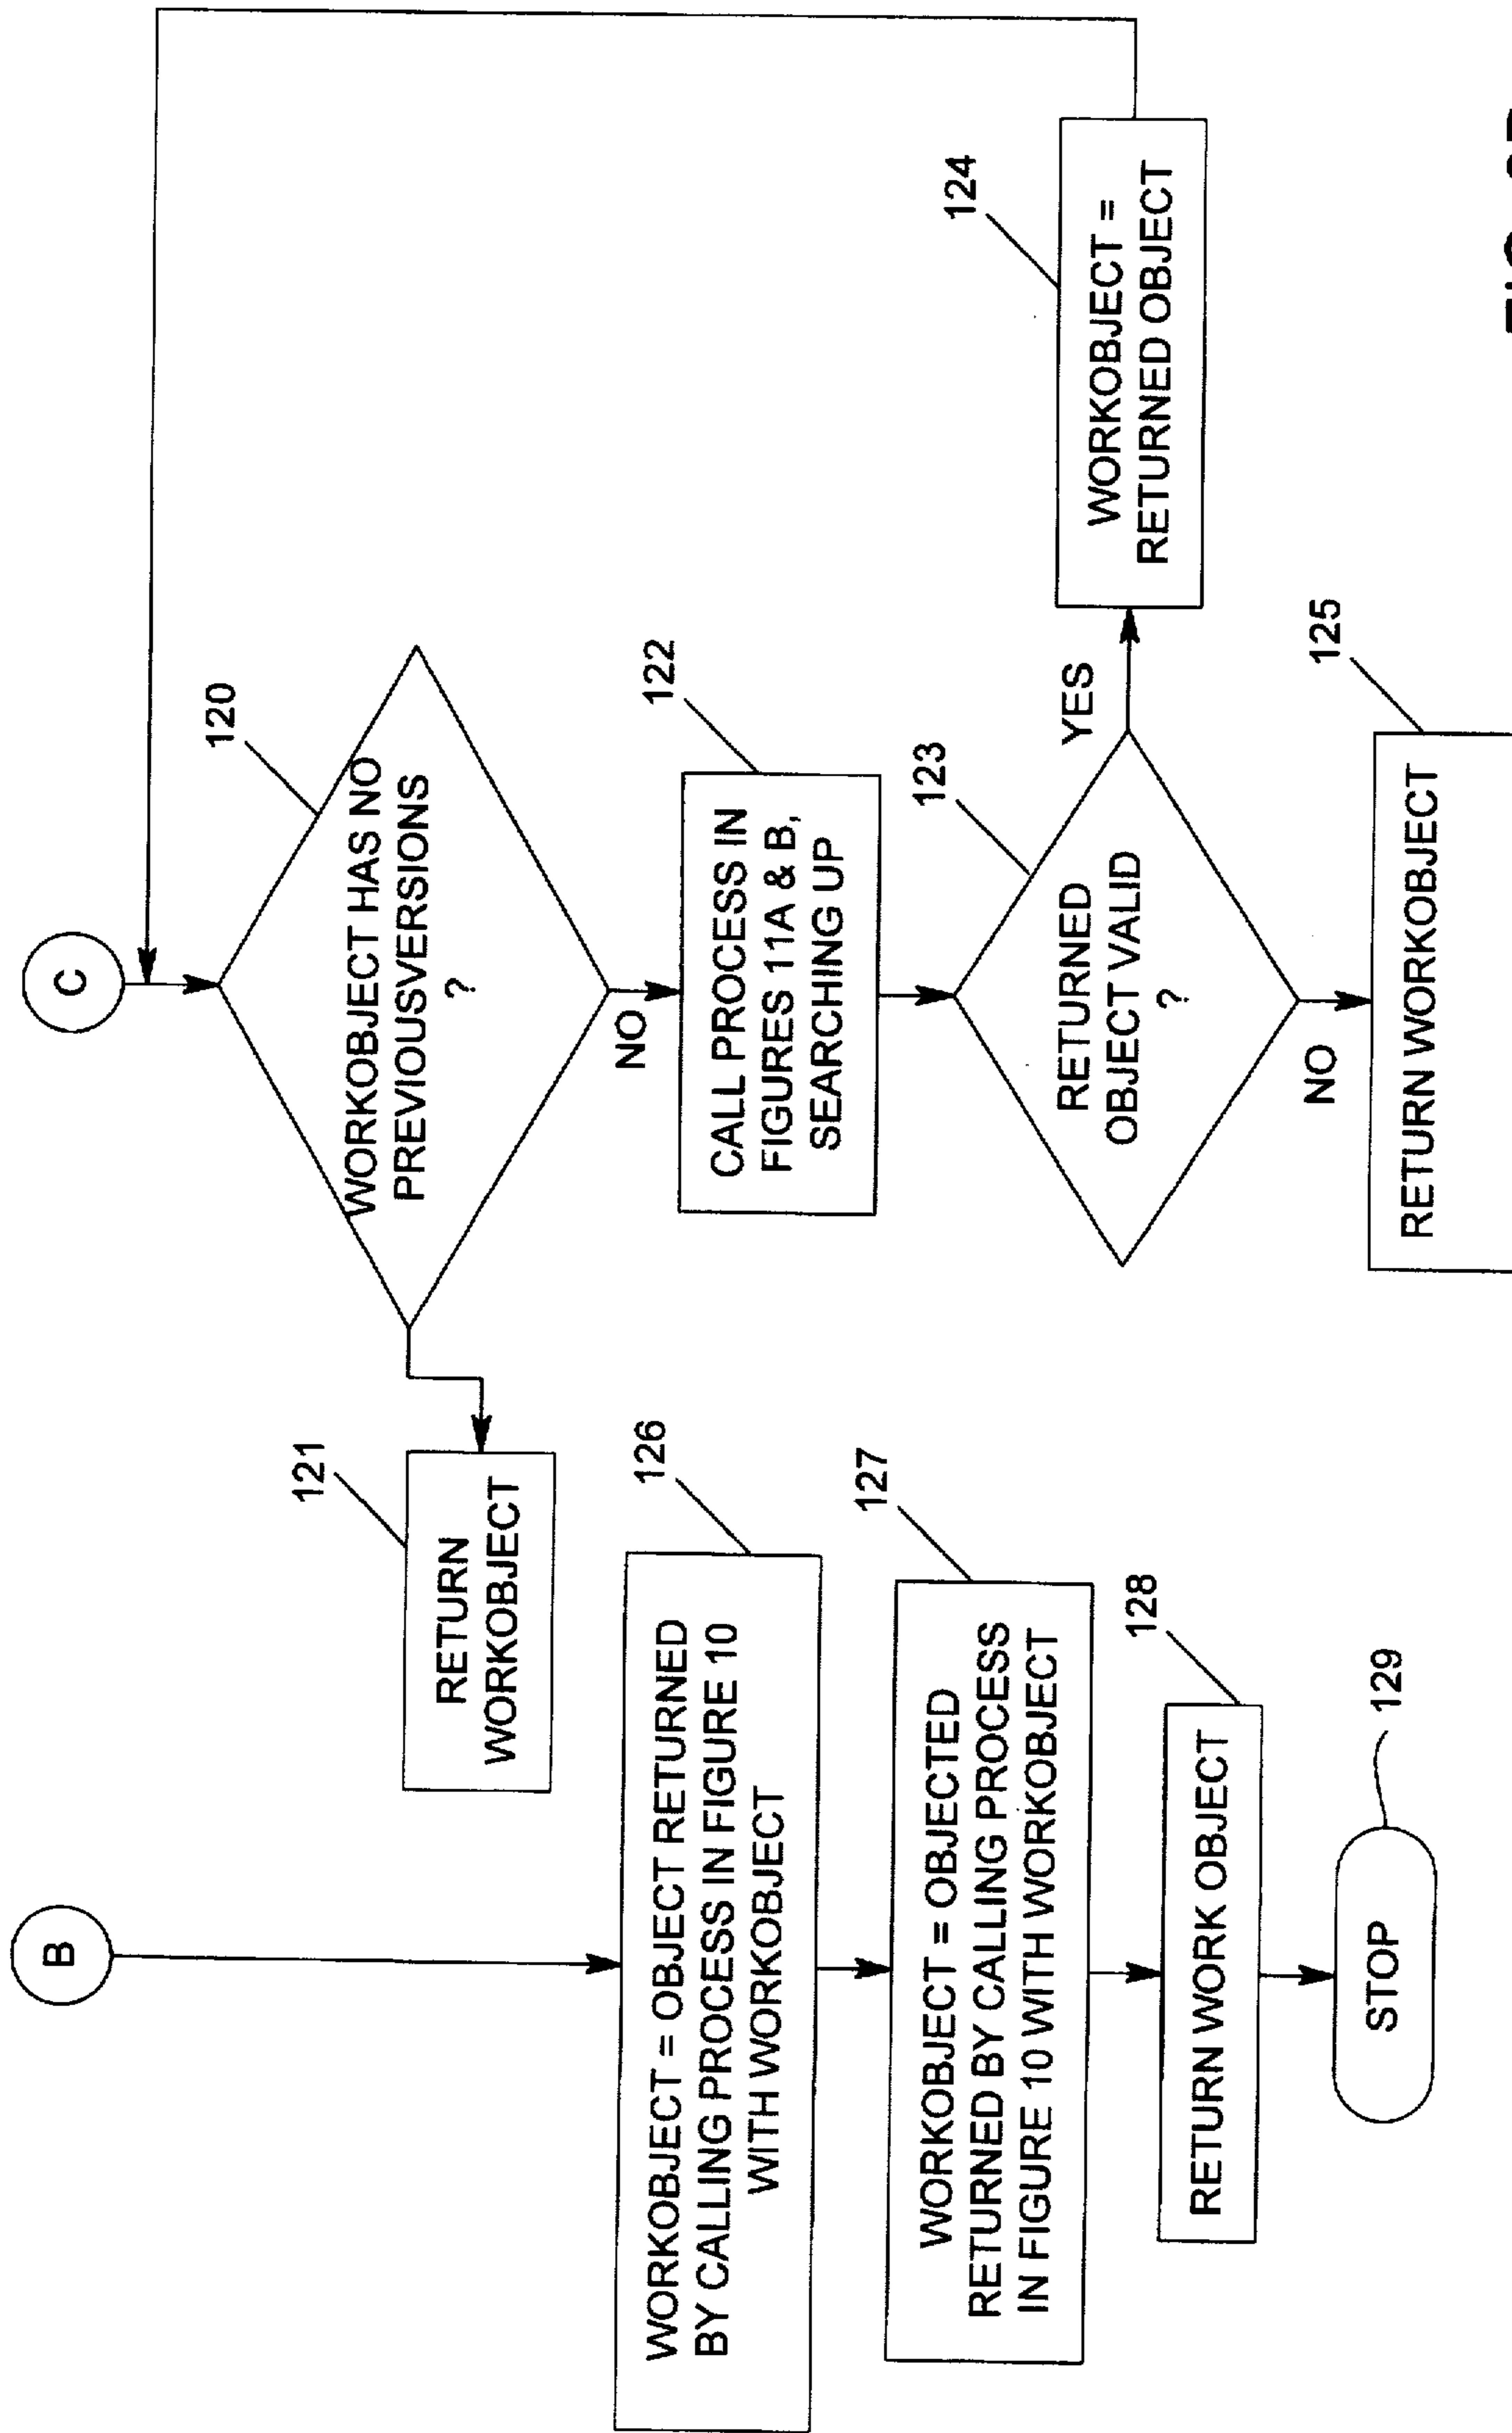 B
WORKOBJECT = OBJECT RETURNED
BY CALLING PROCESS IN FIGURE 10
WITH WORKOBJECT
126
WORKOBJECT = OBJECTED
RETURNED BY CALLING PROCESS
IN FIGURE 10 WITH WORKOBJECT
127
RETURN WORK OBJECT
128
STOP
129
C
WORKOBJECT HAS NO
PREVIOUSVERSIONS
?
120
RETURN
WORKOBJECT
121
NO
CALL PROCESS IN
FIGURES 11A & B,
SEARCHING UP
122
RETURNED
OBJECT VALID
?
123
YES
WORKOBJECT =
RETURNED OBJECT
124
NO
RETURN WORKOBJECT
125